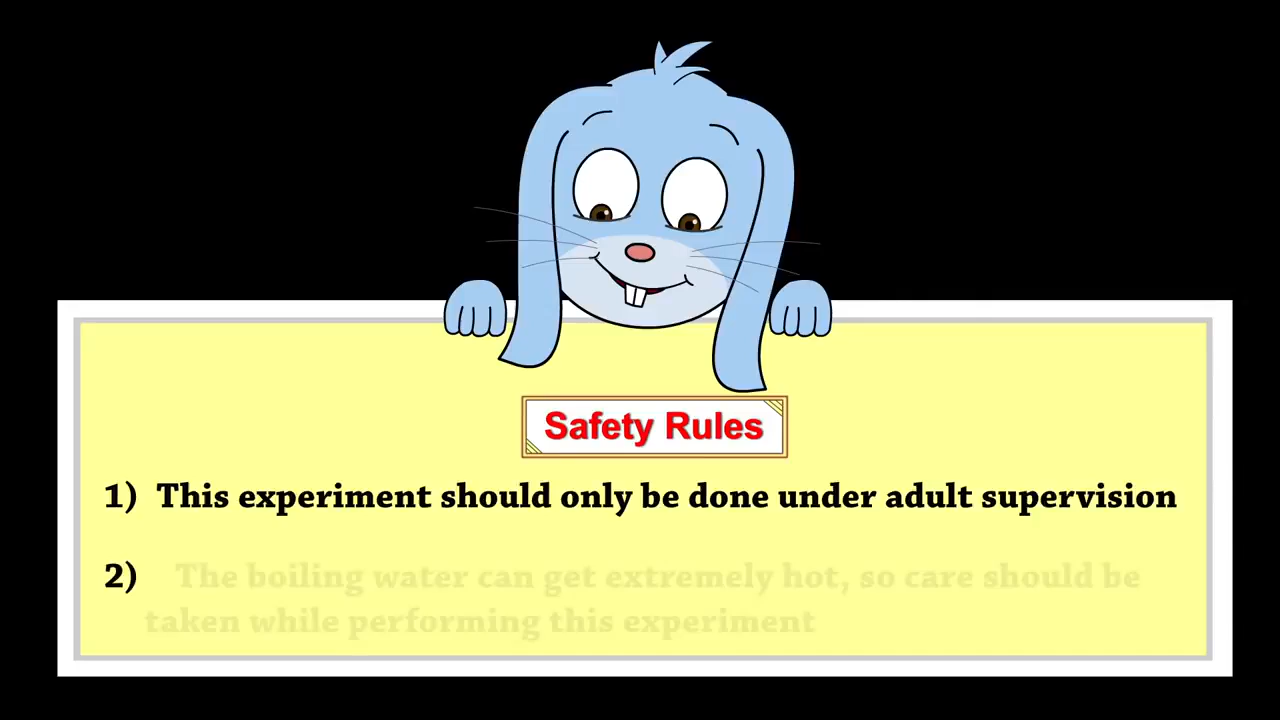 Safety Rules
1) This experiment should only be done under adult supervision
2) The boiling water can get extremely hot, so care should be
taken while performing this experiment